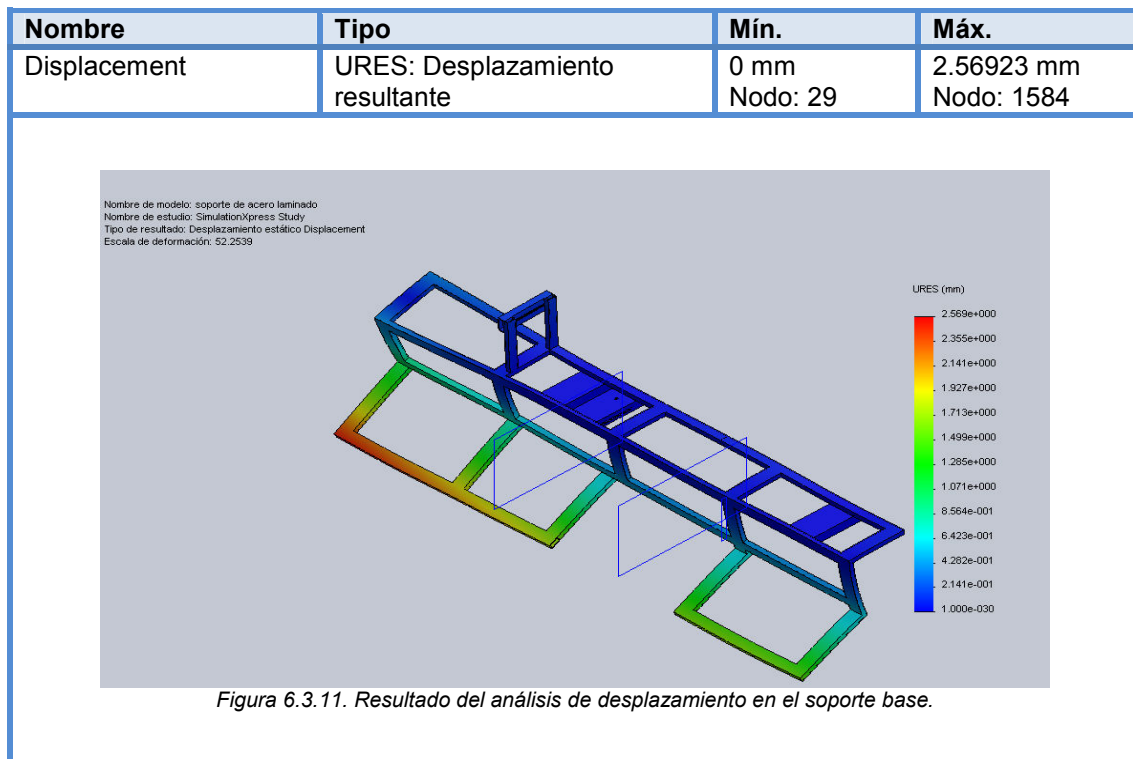 Nombre Tipo Mín. Máx.
Displacement URES: Desplazamiento 0 mm 2.56923 mm
resultante Nodo: 29 Nodo: 1584
Nombre de modelo: soporte de acero laminado
Nombre de estudio: SimulationXpress Study
Tipo de resultado: Desplazamiento estático Displacement
Escala de deformación: 52.2539
URES (mm)
2.569e+000
2.355e+000
2.141e+000
1.927e+000
1.713e+000
1.499e+000
1.285e+000
1.071e+000
8.564e-001
6.423e-001
4.282e-001
2.141e-001
1.000e-030
Figura 6.3.11. Resultado del análisis de desplazamiento en el soporte base.